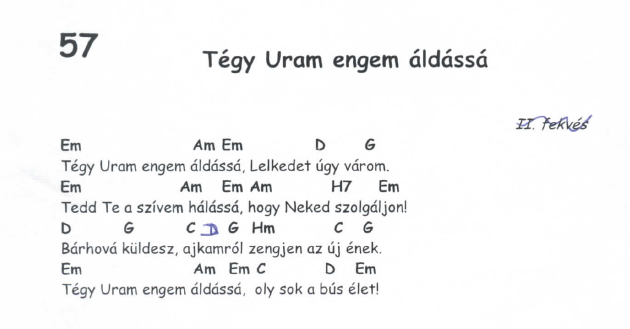 57
Tégy Uram engem áldássá
II. fekvés
Em Am Em D G
Tégy Uram engem áldássá, Lelkedet úgy várom.
Em Am Em Am H7 Em
Tedd Te a szívem hálássá, hogy Neked szolgáljon!
D G C D G Hm C G
Bárhová küldesz, ajkamról zengjen az új ének.
Em Am Em C D Em
Tégy Uram engem áldássá, oly sok a bús élet!